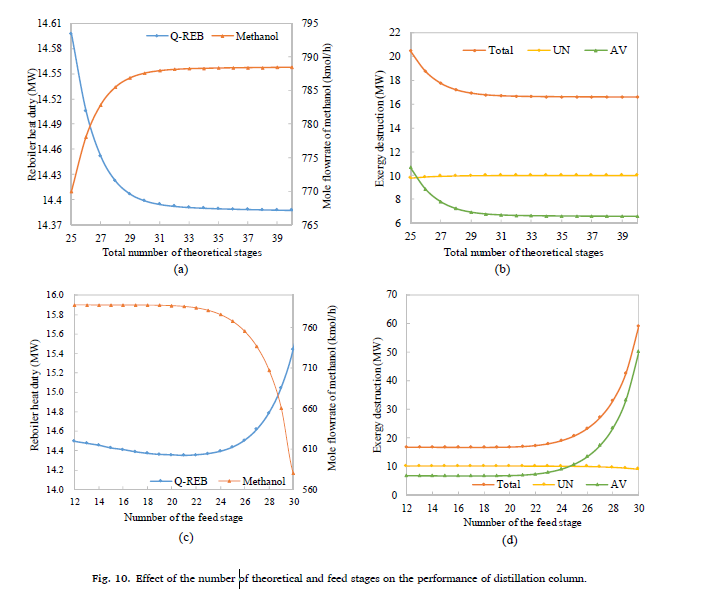 14.61
14.58
14.55
14.52
14.49
14.46
14.43
14.4
14.37
Reboiler heat duty (MW)
Q-REB
Methanol
795
790
785
780
775
770
765
Mole flowrate of methanol (kmol/h)
25 27 29 31 33 35 37 39
Total numnber of theoretical stages
(a)
22
20
18
16
14
12
10
8
6
Exergy destruction (MW)
Total
UN
AV
25 27 29 31 33 35 37 39
Total numnber of theoretical stages
(b)
16.0
15.8
15.6
15.4
15.2
15.0
14.8
14.6
14.4
14.2
14.0
Reboiler heat duty (MW)
Q-REB
Methanol
760
710
660
610
560
Mole flowrate of methanol (kmol/h)
12 14 16 18 20 22 24 26 28 30
Numnber of the feed stage
(c)
70
60
50
40
30
20
10
0
Exergy destruction (MW)
Total
UN
AV
12 14 16 18 20 22 24 26 28 30
Numnber of the feed stage
(d)
Fig. 10. Effect of the number of theoretical and feed stages on the performance of distillation column.